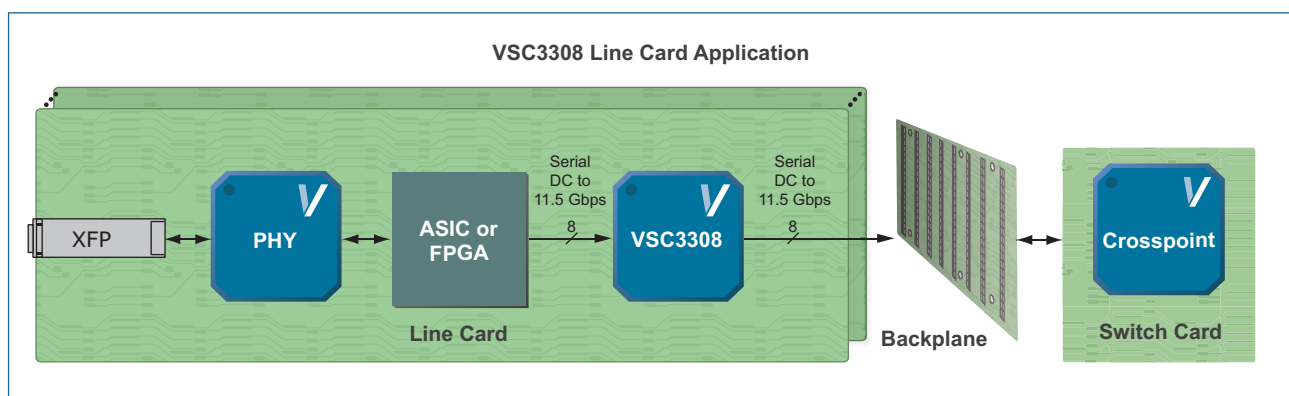 VSC3308 Line Card Application
Serial
DC to
11.5 Gbps
8
Serial
DC to
11.5 Gbps
8
XFP
PHY
ASIC or
FPGA
VSC3308
Crosspoint
Line Card
Backplane
Switch Card